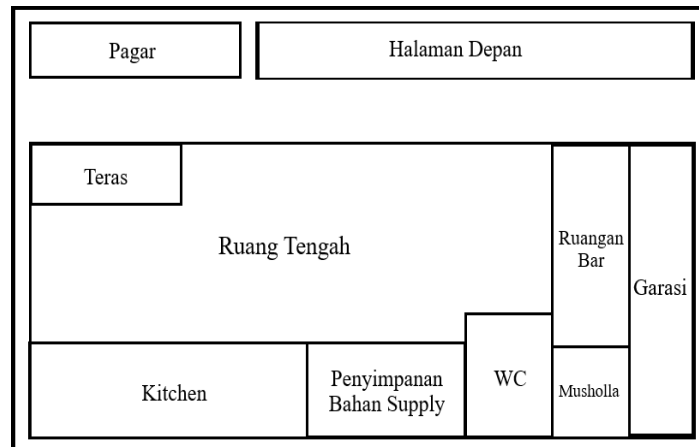 Pagar
Halaman Depan
Teras
Ruang Tengah
Ruangan
Bar
Garasi
Kitchen
Penyimpanan
Bahan Supply
WC
Musholla